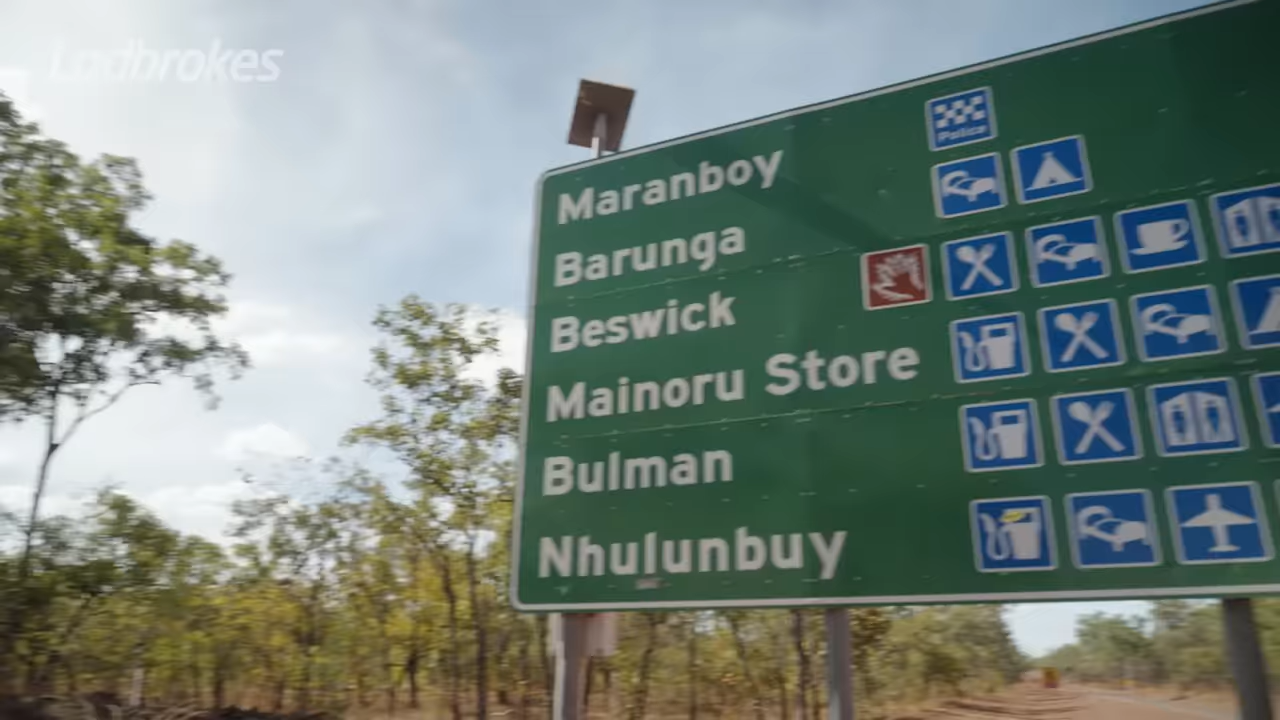 Ladbrokes
Police
Maranboy
Barunga
Beswick
Mainoru Store
Bulman
Nhulunbuy